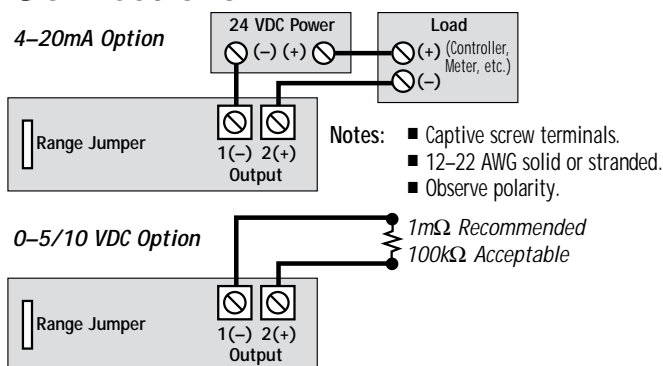 4–20mA Option
24 VDC Power
(–) (+)
Load
(+) (Controller,
Meter, etc.)
(–)
Range Jumper
1(–) 2(+)
Output
Notes: ■ Captive screw terminals.
■ 12–22 AWG solid or stranded.
■ Observe polarity.
0–5/10 VDC Option
1mΩ Recommended
100kΩ Acceptable
Range Jumper
1(–) 2(+)
Output